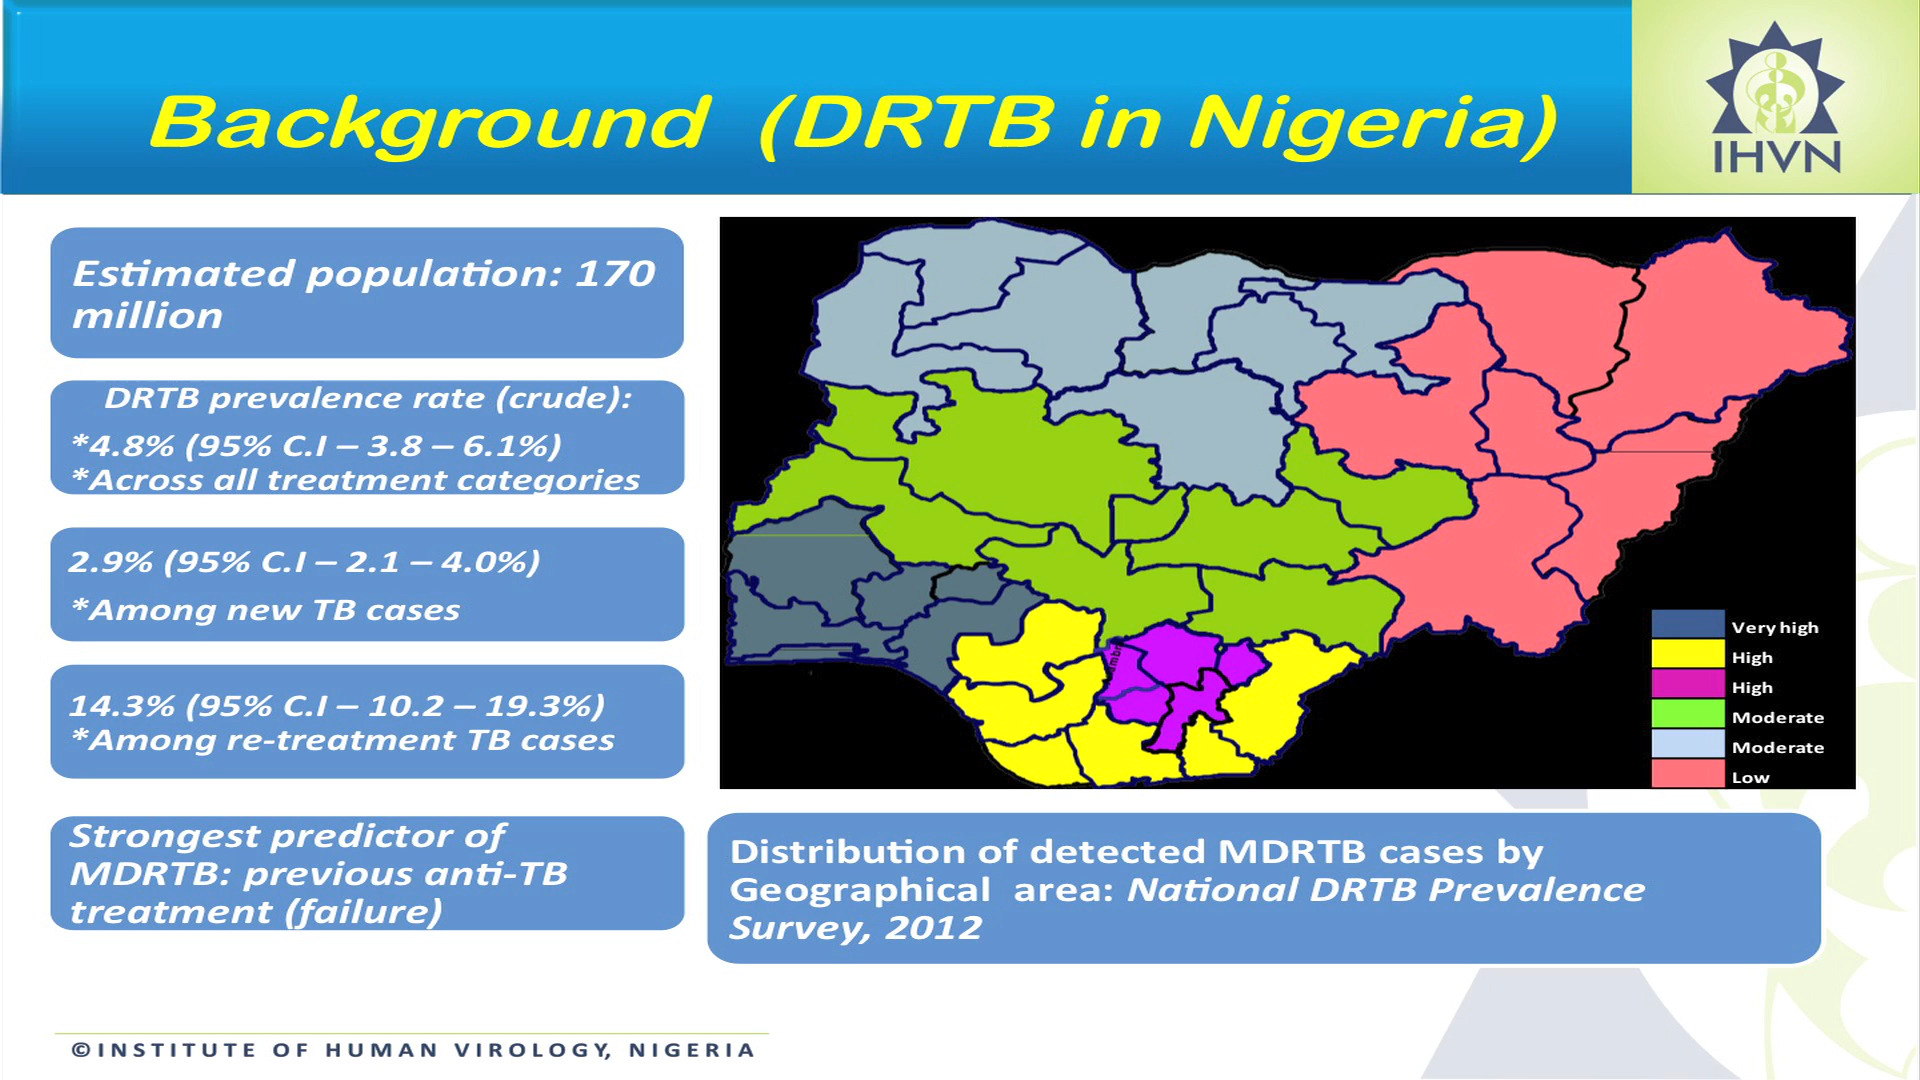 Background (DRTB in Nigeria)
IHVN
Estimated population: 170
million
DRTB prevalence rate (crude):
*4.8% (95% C.I – 3.8 – 6.1%)
*Across all treatment categories
2.9% (95% C.I – 2.1 – 4.0%)
*Among new TB cases
14.3% (95% C.I – 10.2 – 19.3%)
*Among re-treatment TB cases
Strongest predictor of
MDRTB: previous anti-TB
treatment (failure)
Very high
High
High
Moderate
Moderate
Low
Distribution of detected MDRTB cases by
Geographical area: National DRTB Prevalence
Survey, 2012
©INSTITUTE OF HUMAN VIROLOGY, NIGERIA